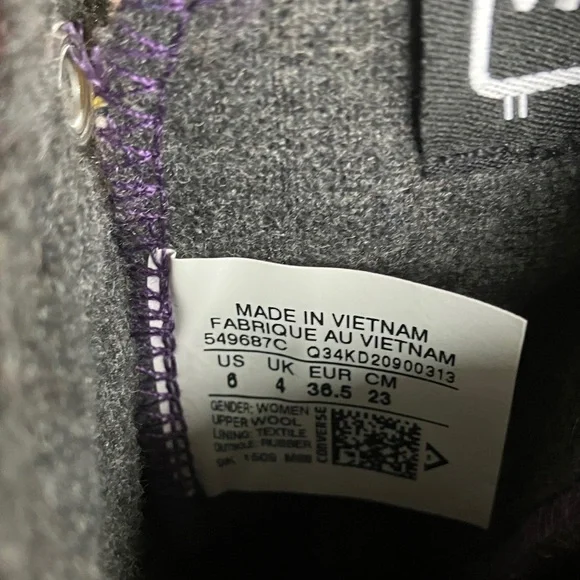 MADE IN VIETNAM
FABRIQUE AU VIETNAM
549687C Q34KD20900313
US UK EUR CM
6 4 36.5 23
GENDER: WOMEN
UPPER WOOL
LINING: TEXTILE
OUTSOLE: RUBBER
CONVERSE